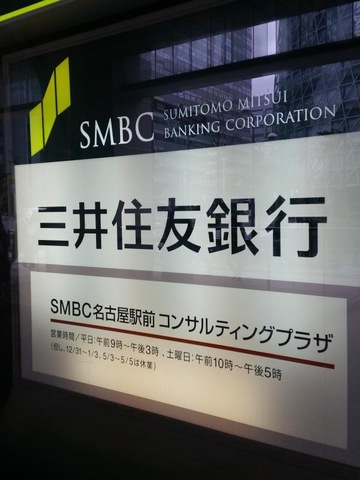 SMBC
SUMITOMO MITSUI
BANKING CORPORATION
三井住友銀行
SMBC名古屋駅前コンサルティングプラザ
営業時間/平日:午前9時～午後3時、土曜日:午前10時～午後5時
(但し、12/31～1/3、5/3～5/5は休業)